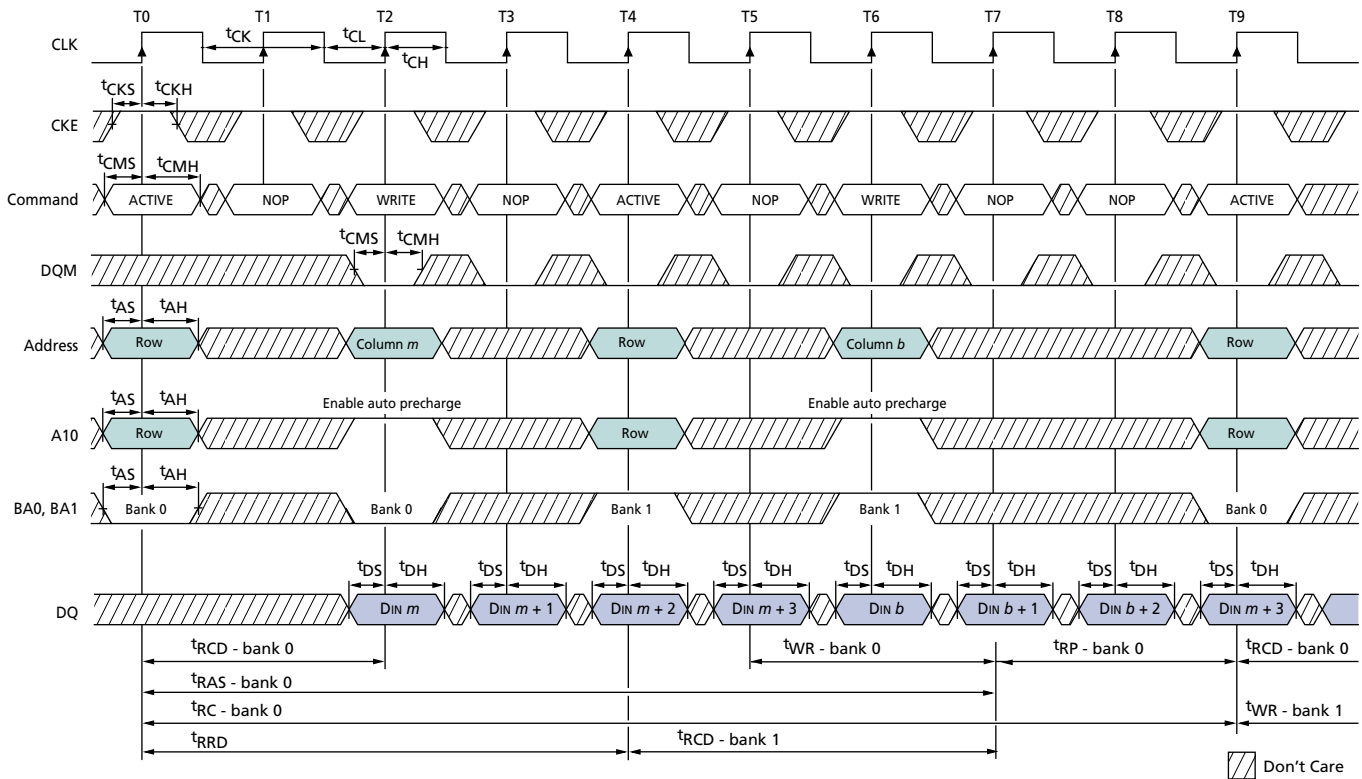 T0 T1 T2 T3 T4 T5 T6 T7 T8 T9
CLK tCK tCL tCH
tCKS tCKH
CKE
tCMS tCMH
Command ACTIVE NOP WRITE NOP ACTIVE NOP WRITE NOP NOP ACTIVE
tCMS tCMH
DQM
tAS tAH
Address Row Column m Row Column b Row
tAS tAH Enable auto precharge Enable auto precharge
A10 Row Row Row
tAS tAH
BA0, BA1 Bank 0 Bank 0 Bank 1 Bank 1 Bank 0
tDS tDH tDS tDH tDS tDH tDS tDH tDS tDH tDS tDH tDS tDH tDS tDH
DQ DIN m DIN m + 1 DIN m + 2 DIN m + 3 DIN b DIN b + 1 DIN b + 2 DIN m + 3
tRCD - bank 0 tWR - bank 0 tRP - bank 0 tRCD - bank 0
tRAS - bank 0
tRC - bank 0 tWR - bank 1
tRRD tRCD - bank 1
Don't Care